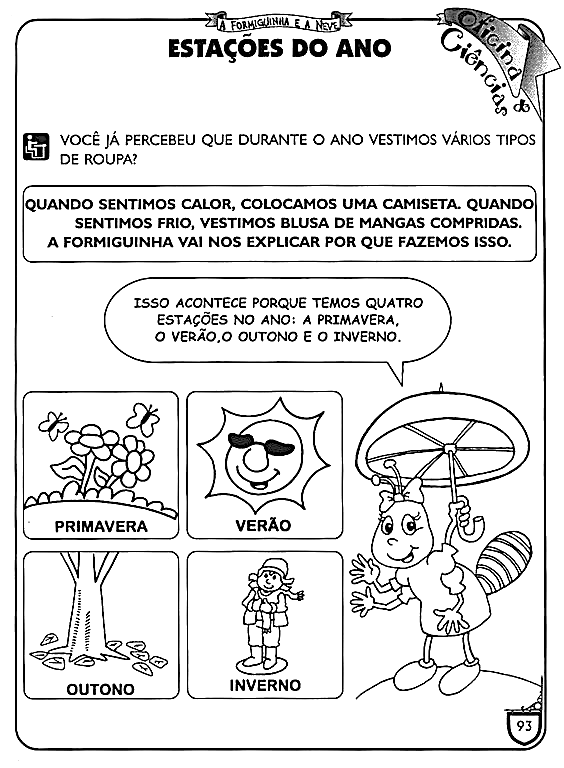 A FORMIGUINHA E A NEVE
ESTAÇÕES DO ANO
Oficina de
Ciências
VOCÊ JÁ PERCEBEU QUE DURANTE O ANO VESTIMOS VÁRIOS TIPOS
DE ROUPA?
QUANDO SENTIMOS CALOR, COLOCAMOS UMA CAMISETA. QUANDO
SENTIMOS FRIO, VESTIMOS BLUSA DE MANGAS COMPRIDAS.
A FORMIGUINHA VAI NOS EXPLICAR POR QUE FAZEMOS ISSO.
ISSO ACONTECE PORQUE TEMOS QUATRO
ESTAÇÕES NO ANO: A PRIMAVERA,
O VERÃO,O OUTONO E O INVERNO.
PRIMAVERA
VERÃO
OUTONO
INVERNO
93